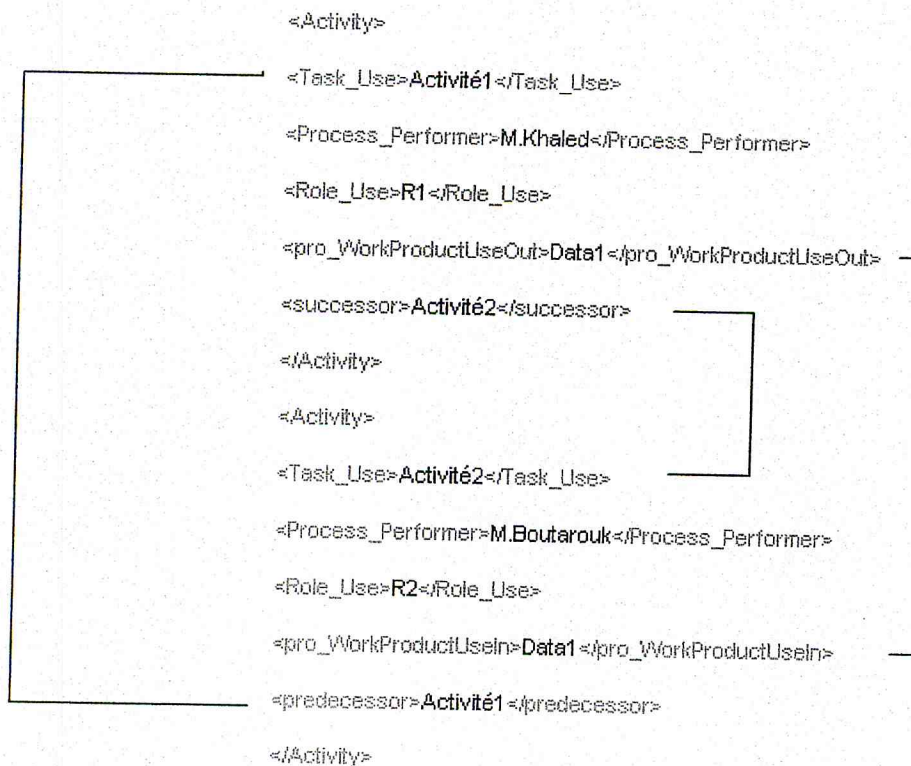 <Activity>
<Task_Use>Activité1</Task_Use>
<Process_Performer>M.Khaled</Process_Performer>
<Role_Use>R1</Role_Use>
<pro_WorkProductUseOut>Data1</pro_WorkProductUseOut>
<successor>Activité2</successor>
</Activity>
<Activity>
<Task_Use>Activité2</Task_Use>
<Process_Performer>M.Boutarouk</Process_Performer>
<Role_Use>R2</Role_Use>
<pro_WorkProductUseIn>Data1</pro_WorkProductUseIn>
<predecessor>Activité1</predecessor>
</Activity>